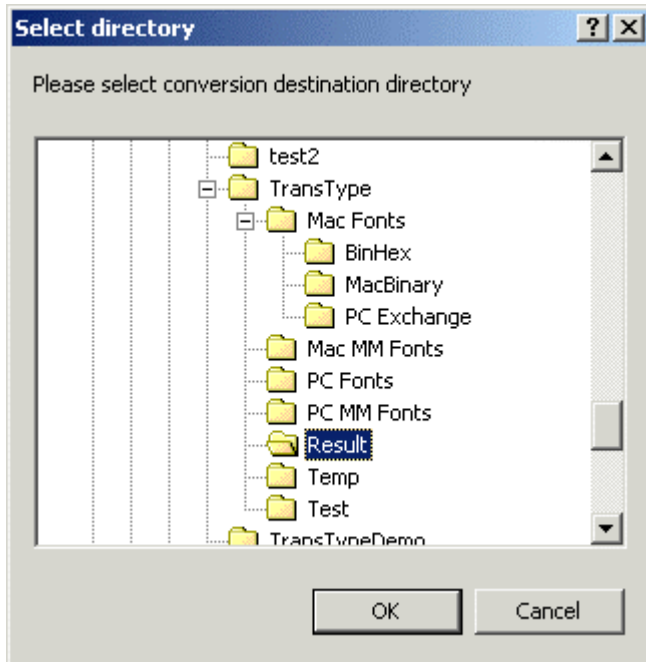 Select directory
Please select conversion destination directory
test2
TransType
Mac Fonts
BinHex
MacBinary
PC Exchange
Mac MM Fonts
PC Fonts
PC MM Fonts
Result
Temp
Test
TransTypeDemo
OK Cancel